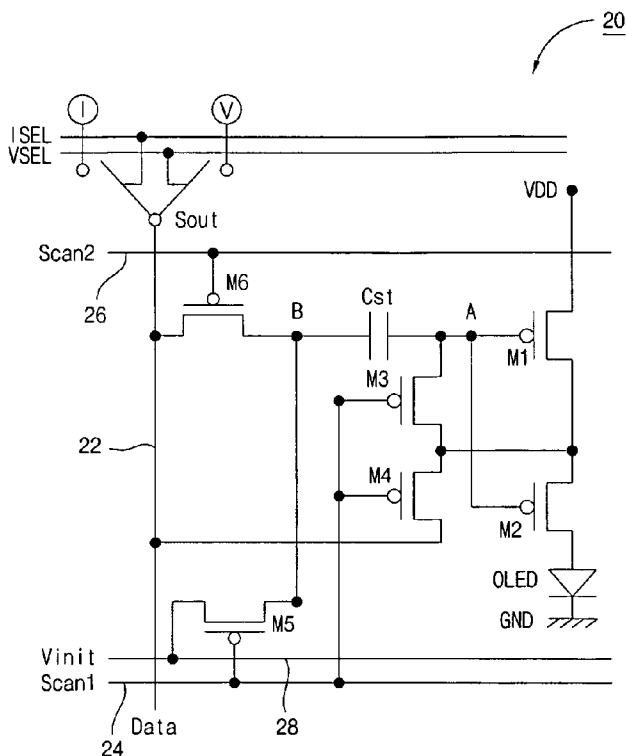 20
I
V
ISEL
VSEL
Sout
VDD
Scan2
26
M6
B
Cst
A
M1
M3
22
M4
M2
OLED
GND
M5
Vinit
Scan1
24
Data
28